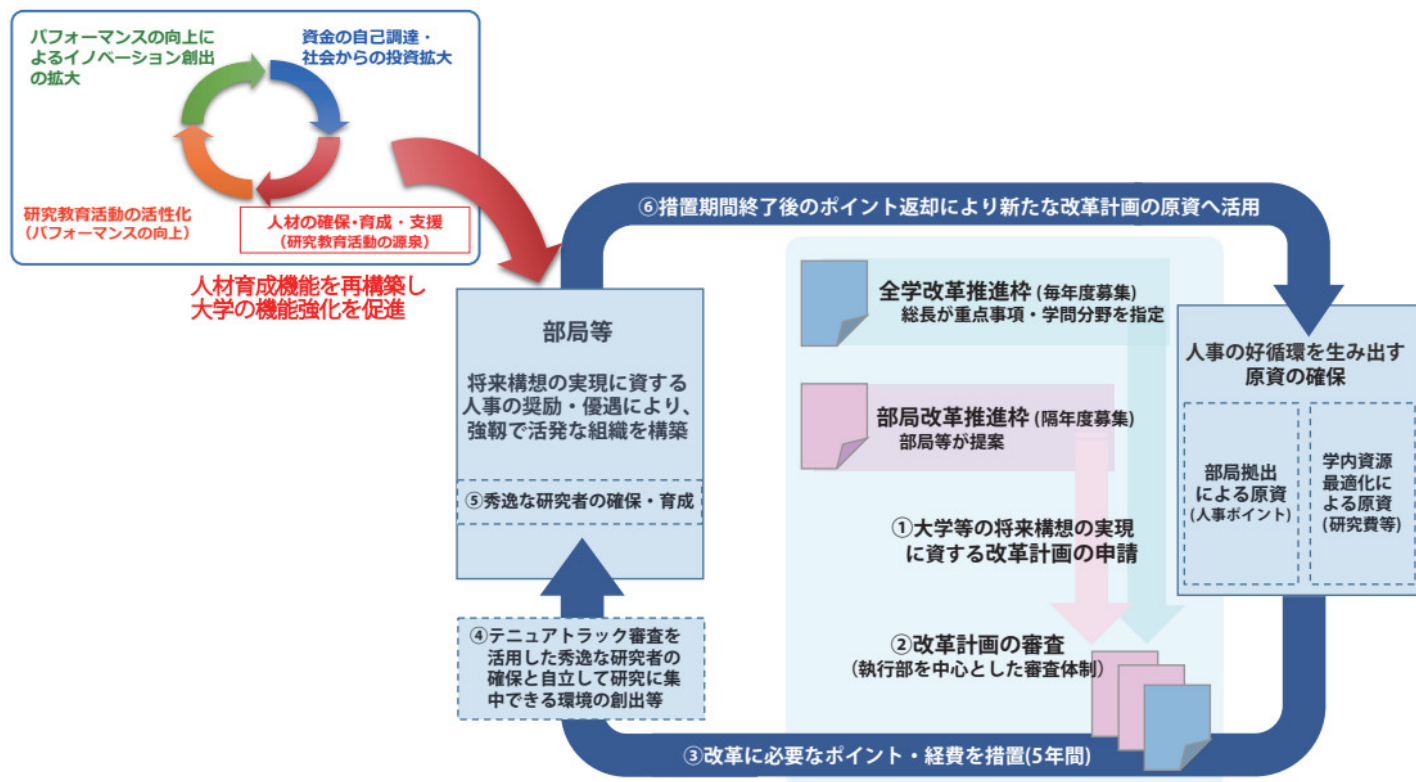 パフォーマンスの向上に
よるイノベーション創出
の拡大
資金の自己調達・
社会からの投資拡大
研究教育活動の活性化
(パフォーマンスの向上)
人材の確保・育成・支援
(研究教育活動の源泉)
人材育成機能を再構築し
大学の機能強化を促進
⑥措置期間終了後のポイント返却により新たな改革計画の原資へ活用
部局等
将来構想の実現に資する
人事の奨励・優遇により、
強靱で活発な組織を構築
⑤秀逸な研究者の確保・育成
④テニュアトラック審査を
活用した秀逸な研究者の
確保と自立して研究に集
中できる環境の創出等
全学改革推進枠 (毎年度募集)
総長が重点事項・学問分野を指定
部局改革推進枠 (隔年度募集)
部局等が提案
①大学等の将来構想の実現
に資する改革計画の申請
②改革計画の審査
(執行部を中心とした審査体制)
人事の好循環を生み出す
原資の確保
部局拠出
による原資
(人事ポイント)
学内資源
最適化に
よる原資
(研究費等)
③改革に必要なポイント・経費を措置(5年間)